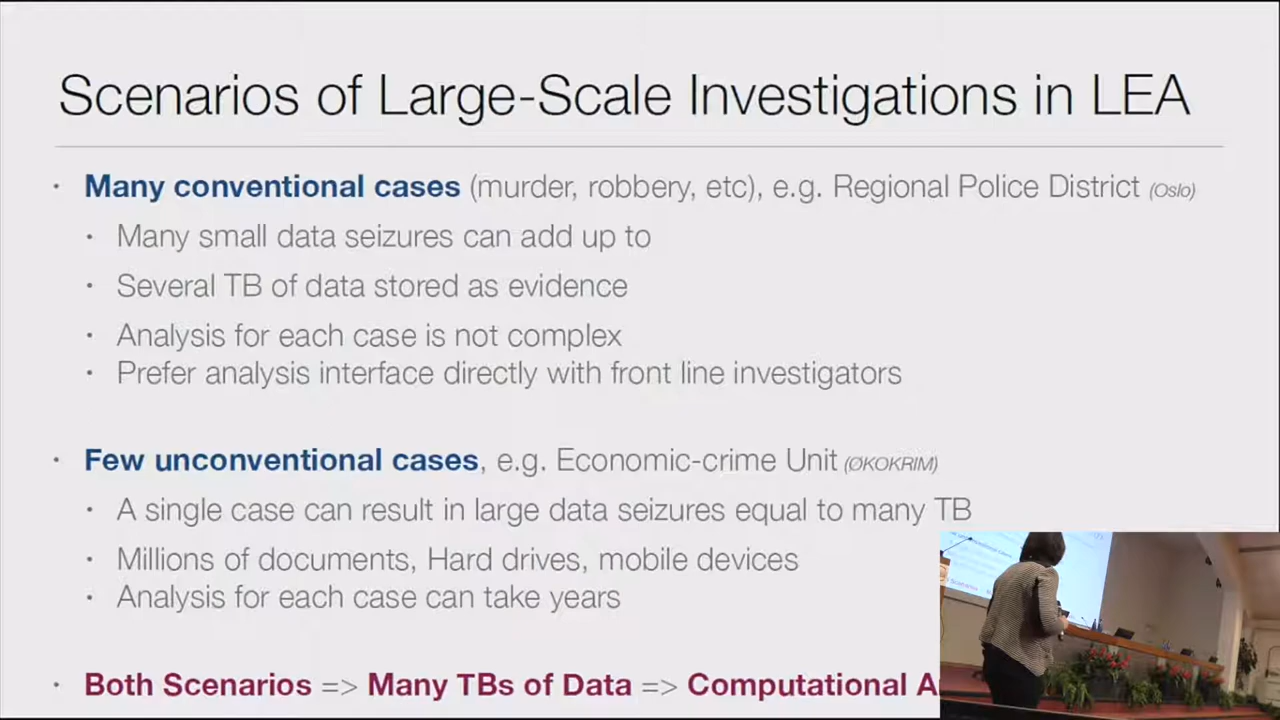 Scenarios of Large-Scale Investigations in LEA
• Many conventional cases (murder, robbery, etc), e.g. Regional Police District (Oslo)
• Many small data seizures can add up to
• Several TB of data stored as evidence
• Analysis for each case is not complex
• Prefer analysis interface directly with front line investigators
• Few unconventional cases, e.g. Economic-crime Unit (ØKOKRIM)
• A single case can result in large data seizures equal to many TB
• Millions of documents, Hard drives, mobile devices
• Analysis for each case can take years
• Both Scenarios => Many TBs of Data => Computational